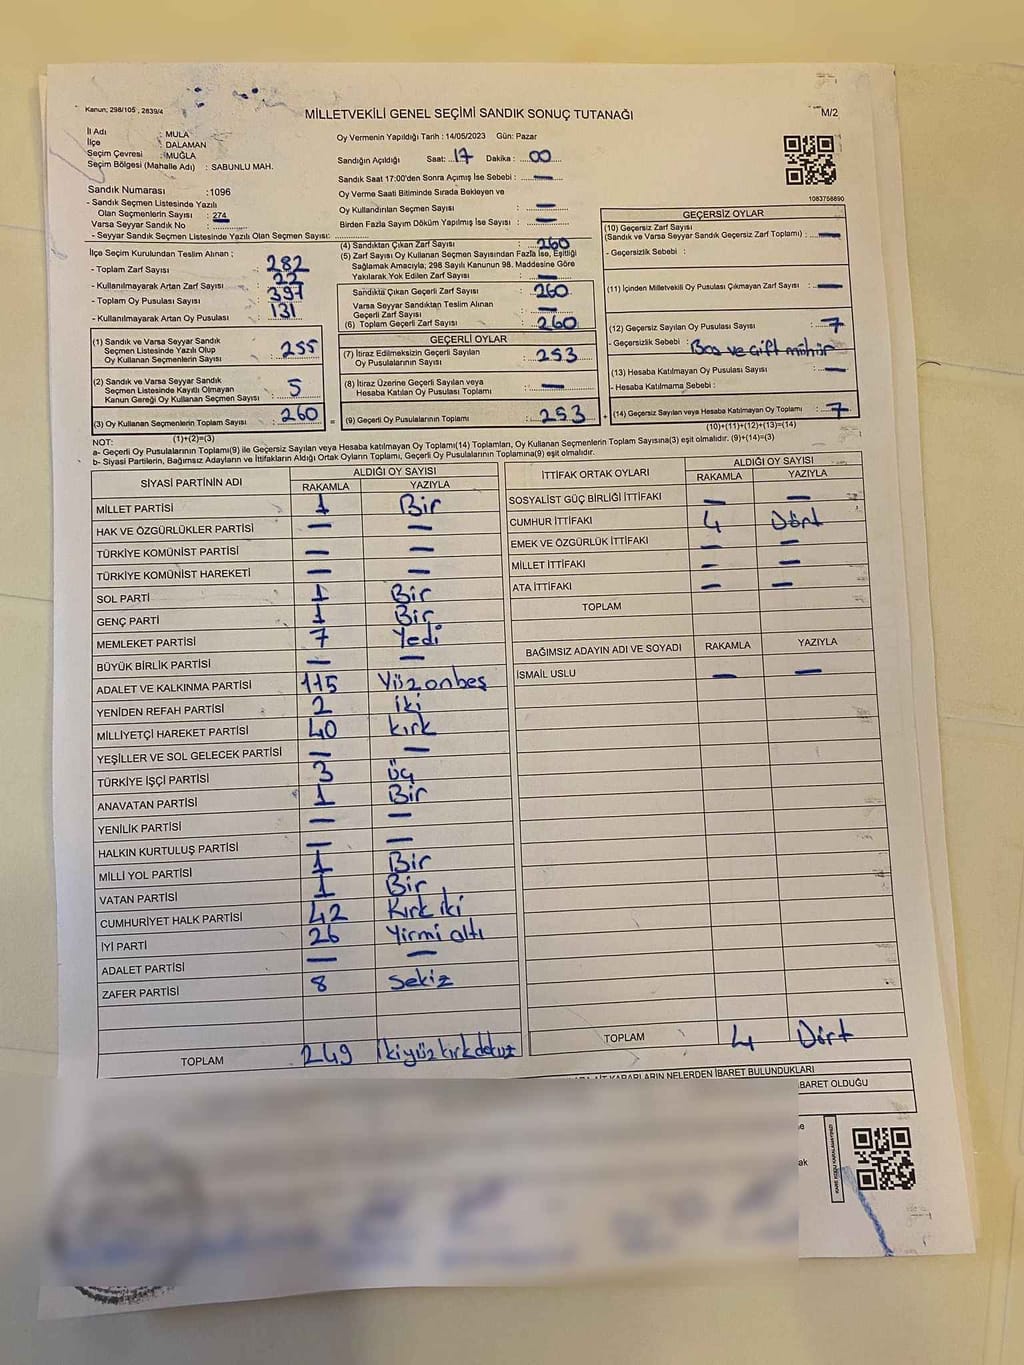 Kanun; 298/105 ; 2839/4
MİLLETVEKİLİ GENEL SEÇİMİ SANDIK SONUÇ TUTANAĞI
M/2
İl Adı : MULA
İlçe : DALAMAN
Seçim Çevresi : MUĞLA
Seçim Bölgesi (Mahalle Adı) : SABUNLU MAH.
Oy Vermenin Yapıldığı Tarih : 14/05/2023 Gün: Pazar
Sandığın Açıldığı Saat: 17 Dakika : 00
Sandık Saat 17:00'den Sonra Açımış İse Sebebi : —
Oy Verme Saati Bitiminde Sırada Bekleyen ve
Oy Kullandırılan Seçmen Sayısı : —
Birden Fazla Sayım Döküm Yapılmış İse Sayısı : —
1083758890
Sandık Numarası : 1096
- Sandık Seçmen Listesinde Yazılı
Olan Seçmenlerin Sayısı : 274
Varsa Seyyar Sandık No :
- Seyyar Sandık Seçmen Listesinde Yazılı Olan Seçmen Sayısı:
İlçe Seçim Kurulundan Teslim Alınan ;
- Toplam Zarf Sayısı : 282
- Kullanılmayarak Artan Zarf Sayısı : 22
- Toplam Oy Pusulası Sayısı : 391
- Kullanılmayarak Artan Oy Pusulası : 131
(4) Sandıktan Çıkan Zarf Sayısı : 260
(5) Zarf Sayısı Oy Kullanan Seçmen Sayısından Fazla İse, Eşitliği
Sağlamak Amacıyla; 298 Sayılı Kanunun 98. Maddesine Göre
Yakılarak Yok Edilen Zarf Sayısı : —
Sandıkta Çıkan Geçerli Zarf Sayısı : 260
Varsa Seyyar Sandıktan Teslim Alınan
Geçerli Zarf Sayısı : —
(6) Toplam Geçerli Zarf Sayısı : 260
GEÇERSİZ OYLAR
(10) Geçersiz Zarf Sayısı
(Sandık ve Varsa Seyyar Sandık Geçersiz Zarf Toplamı) : —
- Geçersizlik Sebebi :
(11) İçinden Milletvekili Oy Pusulası Çıkmayan Zarf Sayısı : —
(12) Geçersiz Sayılan Oy Pusulası Sayısı : 7
- Geçersizlik Sebebi : Boş ve Çift mühür
(13) Hesaba Katılmayan Oy Pusulası Sayısı : —
- Hesaba Katılmama Sebebi :
(14) Geçersiz Sayılan veya Hesaba Katılmayan Oy Toplamı : 7
(10)+(11)+(12)+(13)=(14)
(1) Sandık ve Varsa Seyyar Sandık
Seçmen Listesinde Yazılı Olup
Oy Kullanan Seçmenlerin Sayısı : 255
(2) Sandık ve Varsa Seyyar Sandık
Seçmen Listesinde Kayıtlı Olmayan
Kanun Gereği Oy Kullanan Seçmen Sayısı : 5
(3) Oy Kullanan Seçmenlerin Toplam Sayısı : 260
(1)+(2)=(3)
GEÇERLİ OYLAR
(7) İtiraz Edilmeksizin Geçerli Sayılan
Oy Pusulalarının Toplamı : 253
(8) İtiraz Üzerine Geçerli Sayılan veya
Hesaba Katılan Oy Pusulası Toplamı : —
= (9) Geçerli Oy Pusulalarının Toplamı : 253 +
NOT:
a- Geçerli Oy Pusulalarının Toplamı(9) ile Geçersiz Sayılan veya Hesaba katılmayan Oy Toplamı(14) Toplamları, Oy Kullanan Seçmenlerin Toplam Sayısına(3) eşit olmalıdır. (9)+(14)=(3)
b- Siyasi Partilerin, Bağımsız Adayların ve İttifakların Aldığı Ortak Oyların Toplamı, Geçerli Oy Pusulalarının Toplamına(9) eşit olmalıdır.
SİYASİ PARTİNİN ADI ALDIĞI OY SAYISI
RAKAMLA YAZIYLA
MİLLET PARTİSİ 1 Bir
HAK VE ÖZGÜRLÜKLER PARTİSİ — —
TÜRKİYE KOMÜNİST PARTİSİ — —
TÜRKİYE KOMÜNİST HAREKETİ — —
SOL PARTİ 1 Bir
GENÇ PARTİ 1 Bir
MEMLEKET PARTİSİ 7 Yedi
BÜYÜK BİRLİK PARTİSİ — —
ADALET VE KALKINMA PARTİSİ 115 Yüzonbeş
YENİDEN REFAH PARTİSİ 2 iki
MİLLİYETÇİ HAREKET PARTİSİ 40 kırk
YEŞİLLER VE SOL GELECEK PARTİSİ — —
TÜRKİYE İŞÇİ PARTİSİ 3 üç
ANAVATAN PARTİSİ 1 Bir
YENİLİK PARTİSİ — —
HALKIN KURTULUŞ PARTİSİ — —
MİLLİ YOL PARTİSİ 1 Bir
VATAN PARTİSİ 1 Bir
CUMHURİYET HALK PARTİSİ 42 Kırk iki
İYİ PARTİ 26 Yirmi altı
ADALET PARTİSİ — —
ZAFER PARTİSİ 8 Sekiz
TOPLAM 249 İkiyüz kırkdokuz
İTTİFAK ORTAK OYLARI ALDIĞI OY SAYISI
RAKAMLA YAZIYLA
SOSYALİST GÜÇ BİRLİĞİ İTTİFAKI — —
CUMHUR İTTİFAKI 4 Dört
EMEK VE ÖZGÜRLÜK İTTİFAKI — —
MİLLET İTTİFAKI — —
ATA İTTİFAKI — —
TOPLAM
BAĞIMSIZ ADAYIN ADI VE SOYADI RAKAMLA YAZIYLA
İSMAİL USLU — —
TOPLAM 4 Dört
KARARLARIN NELERDEN İBARET BULUNDUKLARI
İBARET OLDUĞU